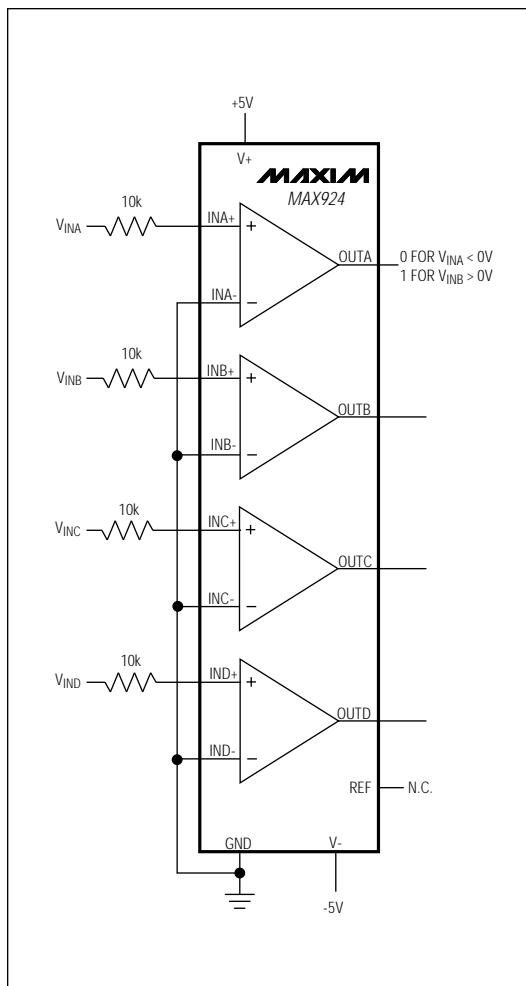 +5V
V+
MAXIM
MAX924
10k
VINA
INA+
+
OUTA
0 FOR VINA < 0V
1 FOR VINB > 0V
INA-
−
10k
VINB
INB+
+
OUTB
INB-
−
10k
VINC
INC+
+
OUTC
INC-
−
10k
VIND
IND+
+
OUTD
IND-
−
REF
N.C.
GND
V-
-5V